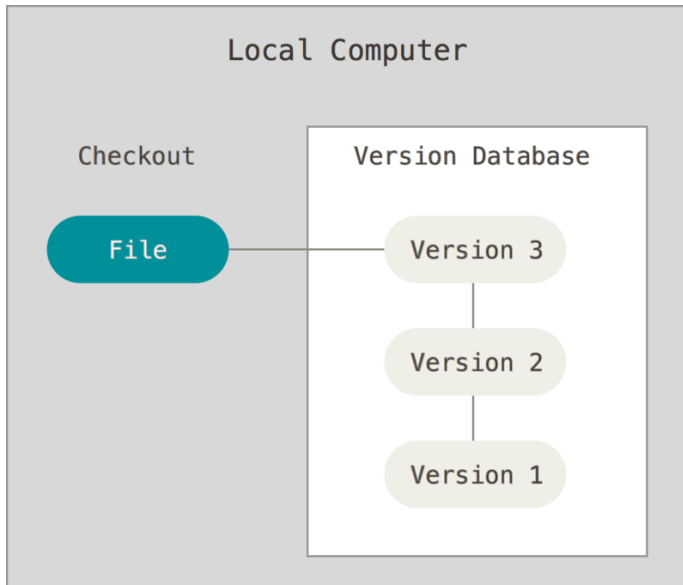 Local Computer
Checkout
Version Database
File
Version 3
Version 2
Version 1